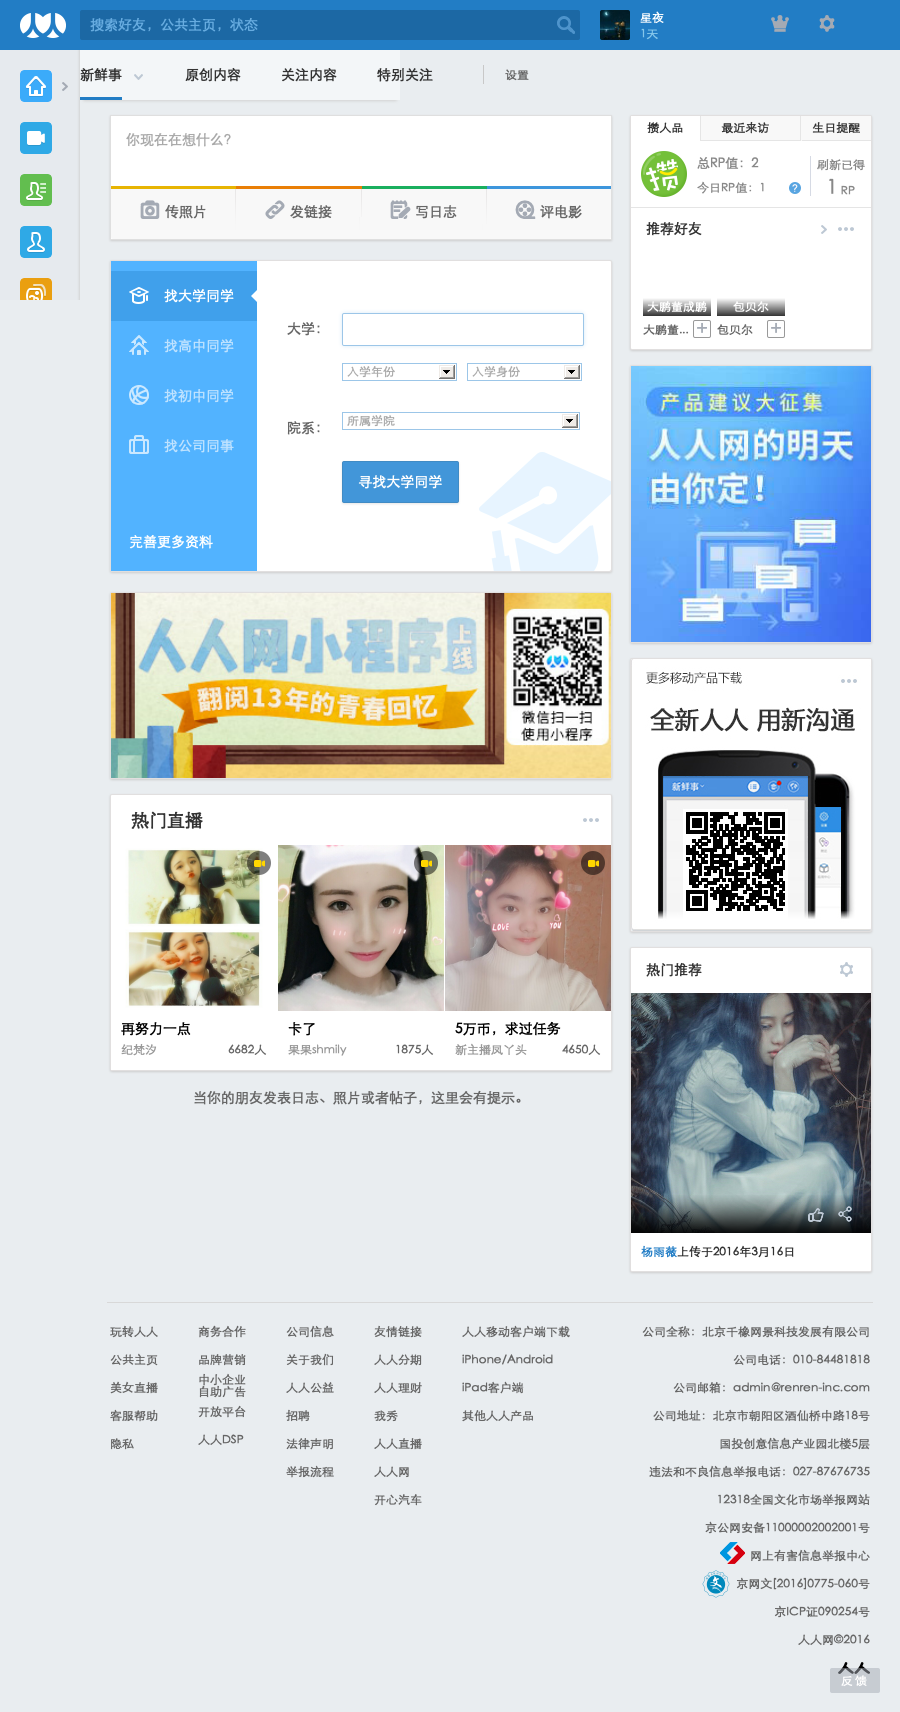 搜索好友，公共主页，状态
星夜
1天
新鲜事
原创内容
关注内容
特别关注
设置
你现在在想什么?
传照片
发链接
写日志
评电影
攒人品
最近来访
生日提醒
攒
总RP值：2
今日RP值：1
?
刷新已得
1 RP
推荐好友
大鹏董成鹏
包贝尔
大鹏董...
包贝尔
找大学同学
找高中同学
找初中同学
找公司同事
完善更多资料
大学：
入学年份
入学身份
院系：
所属学院
寻找大学同学
产品建议大征集
人人网的明天
由你定！
人人网小程序
上线
翻阅13年的青春回忆
微信扫一扫
使用小程序
更多移动产品下载
全新人人 用新沟通
新鲜事
热门直播
LOVE YOU
再努力一点
纪梵汐
6682人
卡了
果果shmily
1875人
5万币，求过任务
新主播凤丫头
4650人
当你的朋友发表日志、照片或者帖子，这里会有提示。
热门推荐
杨雨薇上传于2016年3月16日
玩转人人
公共主页
美女直播
客服帮助
隐私
商务合作
品牌营销
中小企业
自助广告
开放平台
人人DSP
公司信息
关于我们
人人公益
招聘
法律声明
举报流程
友情链接
人人分期
人人理财
我秀
人人直播
人人网
开心汽车
人人移动客户端下载
iPhone/Android
iPad客户端
其他人人产品
公司全称：北京千橡网景科技发展有限公司
公司电话：010-84481818
公司邮箱：admin@renren-inc.com
公司地址：北京市朝阳区酒仙桥中路18号
国投创意信息产业园北楼5层
违法和不良信息举报电话：027-87676735
12318全国文化市场举报网站
京公网安备11000002002001号
网上有害信息举报中心
文
京网文[2016]0775-060号
京ICP证090254号
人人网©2016
人人
反馈